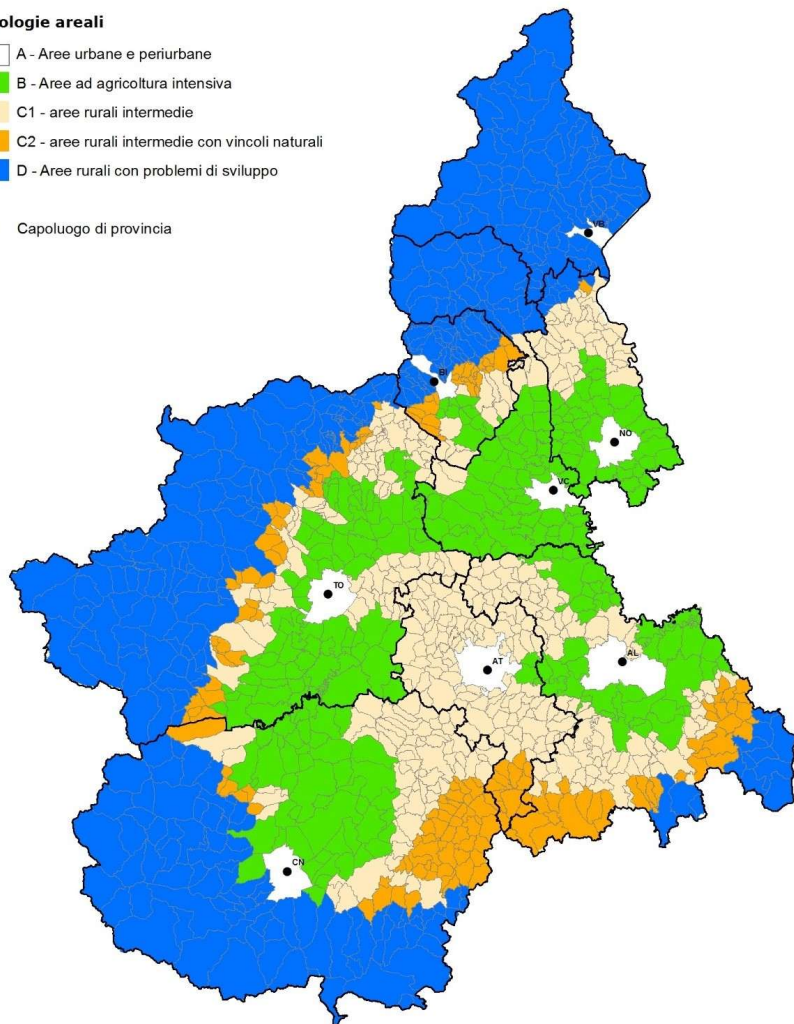 ologie areali
A - Aree urbane e periurbane
B - Aree ad agricoltura intensiva
C1 - aree rurali intermedie
C2 - aree rurali intermedie con vincoli naturali
D - Aree rurali con problemi di sviluppo
Capoluogo di provincia
VB
BI
NO
VC
TO
AL
AT
CN